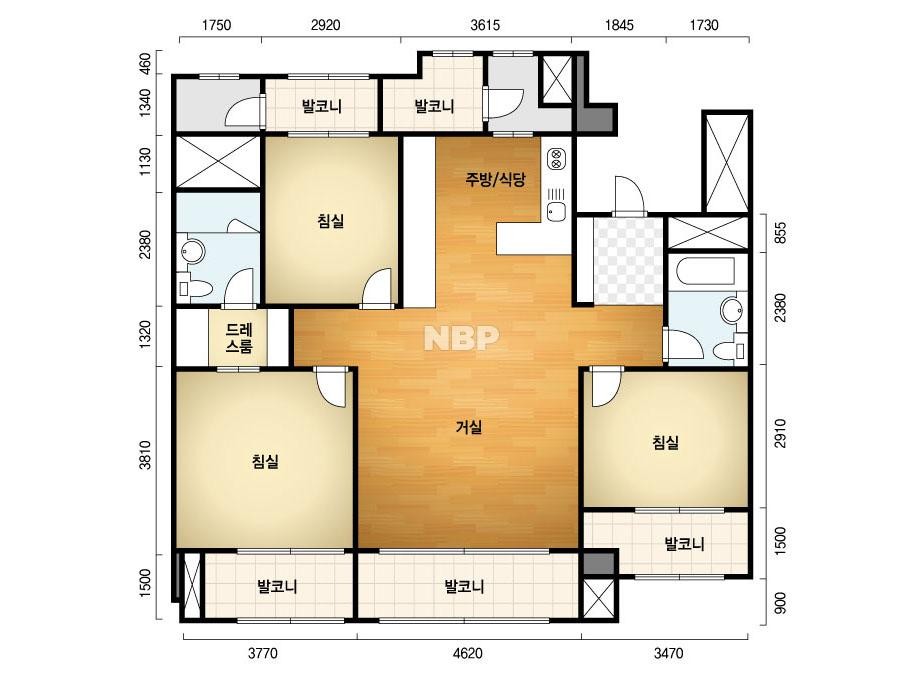 1750 2920 3615 1845 1730
460
1340
발코니 발코니
1130
주방/식당
침실
2380
855
2380
1320
드레
스룸
NBP
거실
침실
침실
3810
2910
발코니
1500
발코니 발코니
1500
900
3770 4620 3470